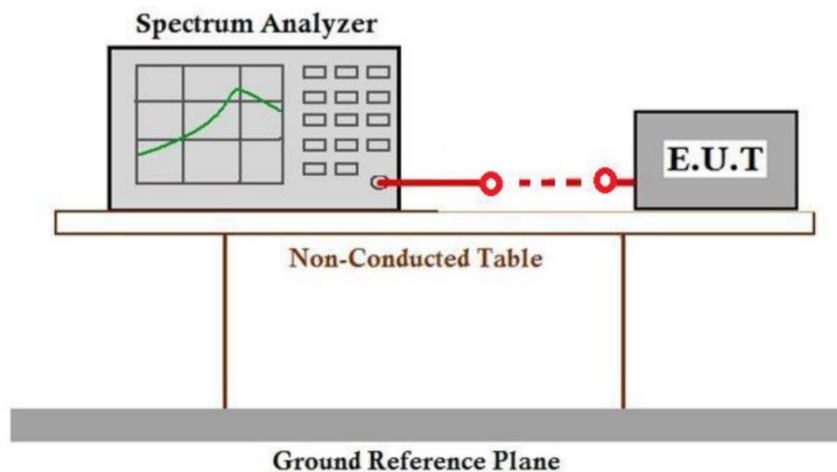 Spectrum Analyzer
E.U.T
Non-Conducted Table
Ground Reference Plane